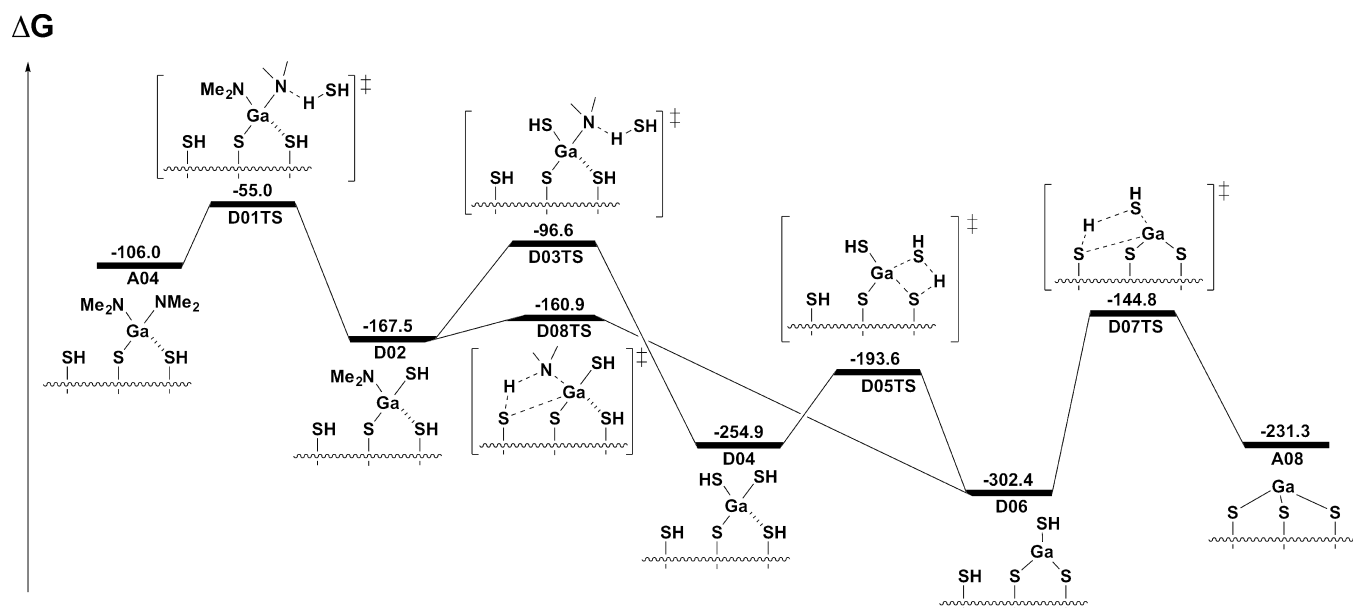 ΔG
Me2N
N
H
SH
Ga
SH
S
SH
‡
-55.0
D01TS
-106.0
A04
Me2N
NMe2
Ga
SH
S
SH
-167.5
D02
Me2N
SH
Ga
SH
S
SH
HS
N
H
SH
Ga
SH
S
SH
‡
-96.6
D03TS
-160.9
D08TS
N
H
SH
Ga
S
S
SH
‡
-254.9
D04
HS
SH
Ga
SH
S
SH
HS
H
S
Ga
H
SH
S
S
‡
-193.6
D05TS
-302.4
D06
SH
Ga
SH
S
S
H
S
H
Ga
S
S
S
‡
-144.8
D07TS
-231.3
A08
Ga
S
S
S